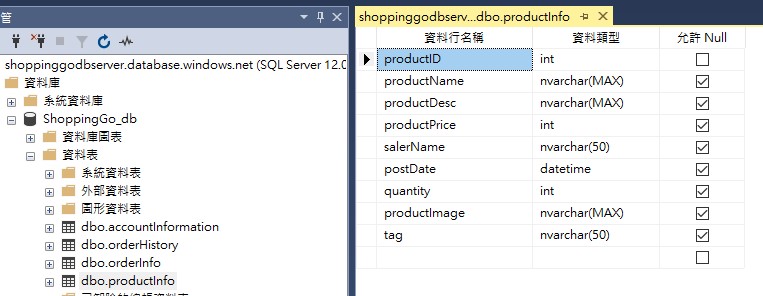 管
shoppinggodbserver.database.windows.net (SQL Server 12.0
資料庫
系統資料庫
ShoppingGo_db
資料庫圖表
資料表
系統資料表
外部資料表
圖形資料表
dbo.accountInformation
dbo.orderHistory
dbo.orderInfo
dbo.productInfo
shoppinggodbserv...dbo.productInfo
資料行名稱 資料類型 允許 Null
productID int
productName nvarchar(MAX)
productDesc nvarchar(MAX)
productPrice int
salerName nvarchar(50)
postDate datetime
quantity int
productImage nvarchar(MAX)
tag nvarchar(50)